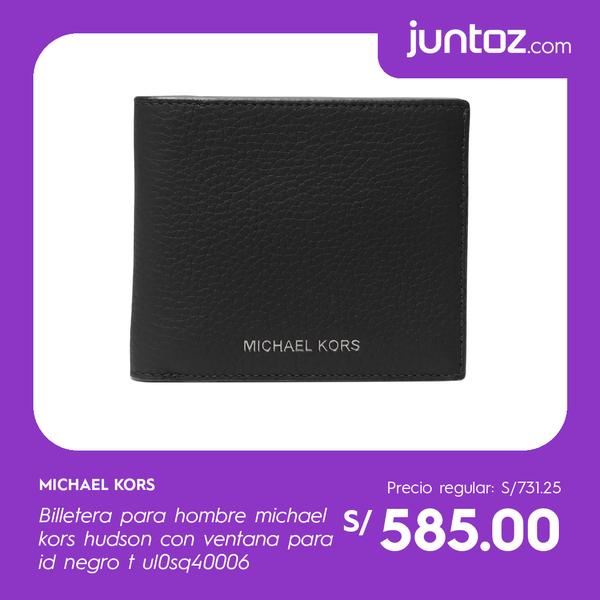 juntoz.com
MICHAEL KORS
MICHAEL KORS
Billetera para hombre michael
kors hudson con ventana para
id negro t ul0sq40006
Precio regular: S/731.25
S/ 585.00